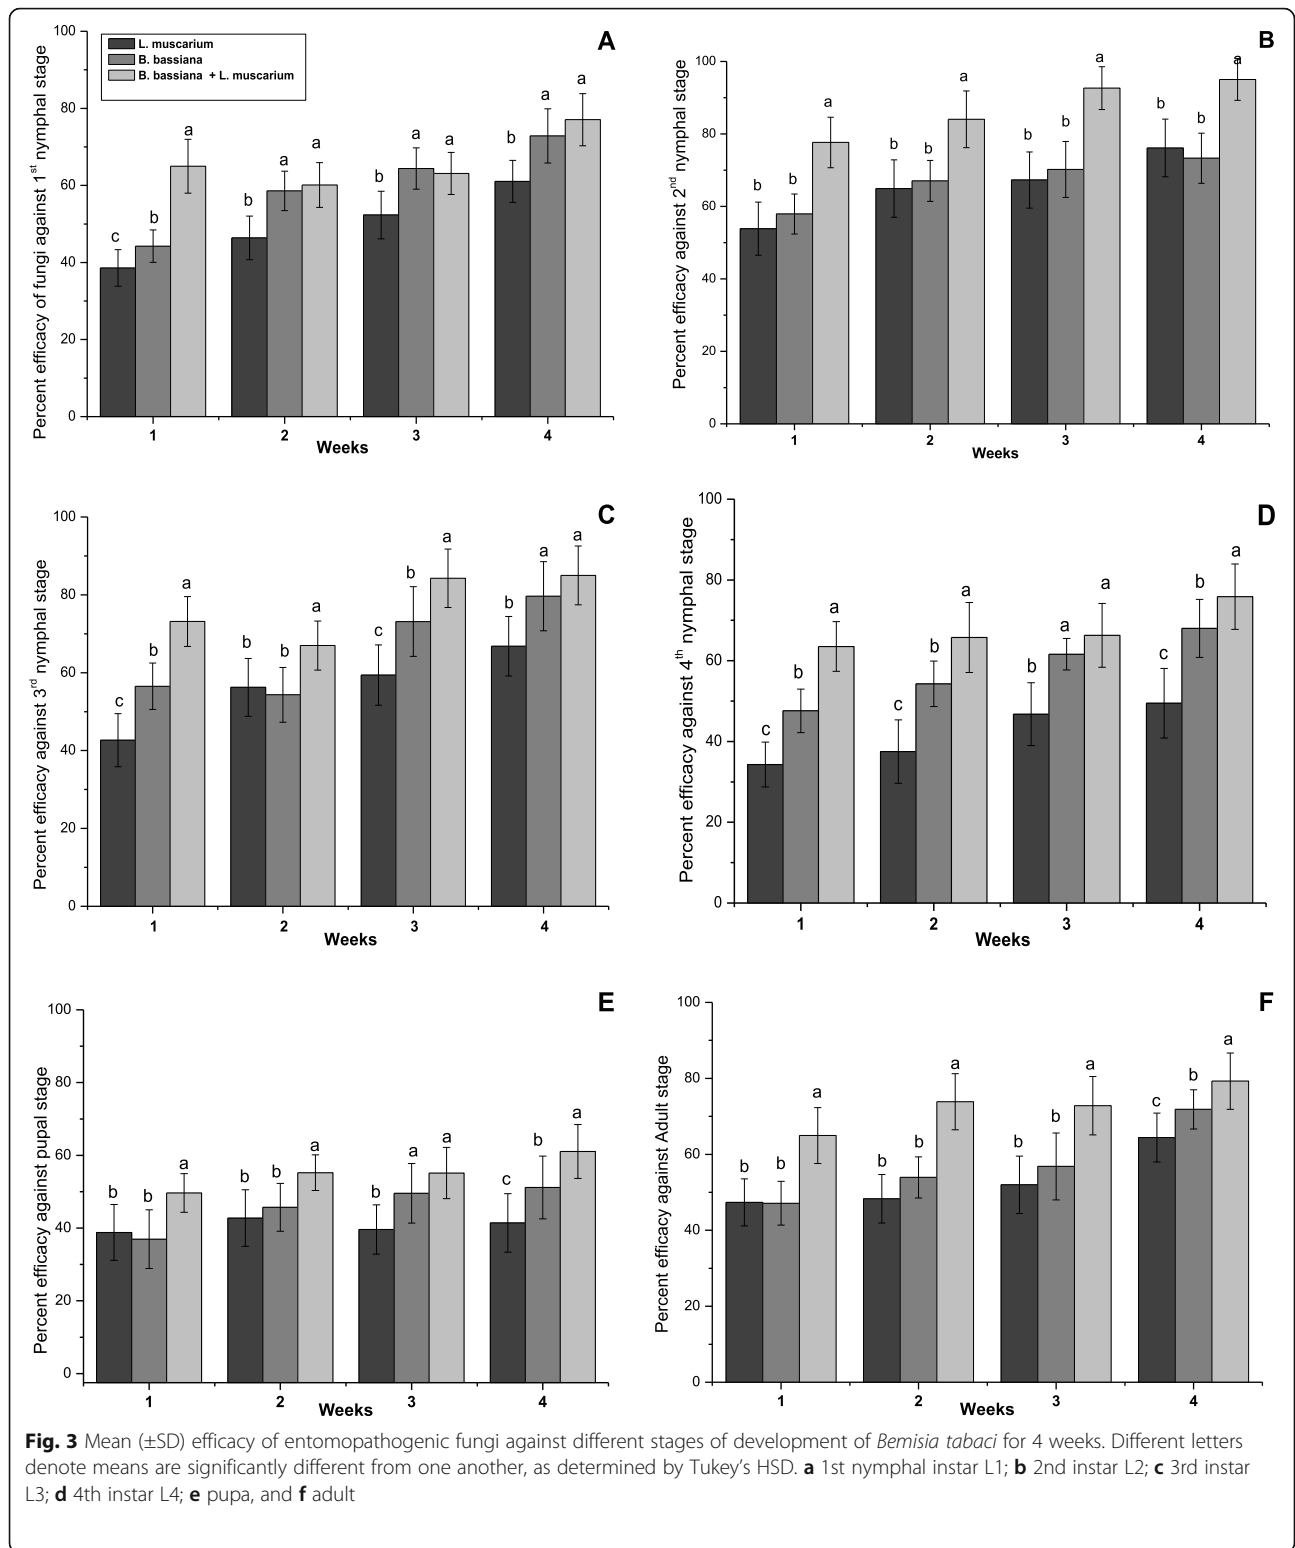 A
L. muscarium
B. bassiana
B. bassiana + L. muscarium
Percent efficacy of fungi against 1st nymphal stage
100
80
60
40
20
0
c b a
b a a
b a a
b a a
1 2 3 4
Weeks
B
Percent efficacy against 2nd nymphal stage
100
80
60
40
20
0
b b a
b b a
b b a
b b a
1 2 3 4
Weeks
C
Percent efficacy against 3rd nymphal stage
100
80
60
40
20
0
c b a
b b a
c b a
b a a
1 2 3 4
Weeks
D
Percent efficacy against 4th nymphal stage
100
80
60
40
20
0
c b a
c b a
b a a
c b a
1 2 3 4
Weeks
E
Percent efficacy against pupal stage
100
80
60
40
20
0
b b a
b b a
b a a
c b a
1 2 3 4
Weeks
F
Percent efficacy against Adult stage
100
80
60
40
20
0
b b a
b b a
b b a
c b a
1 2 3 4
Weeks
Fig. 3 Mean (±SD) efficacy of entomopathogenic fungi against different stages of development of Bemisia tabaci for 4 weeks. Different letters
denote means are significantly different from one another, as determined by Tukey's HSD. a 1st nymphal instar L1; b 2nd instar L2; c 3rd instar
L3; d 4th instar L4; e pupa, and f adult